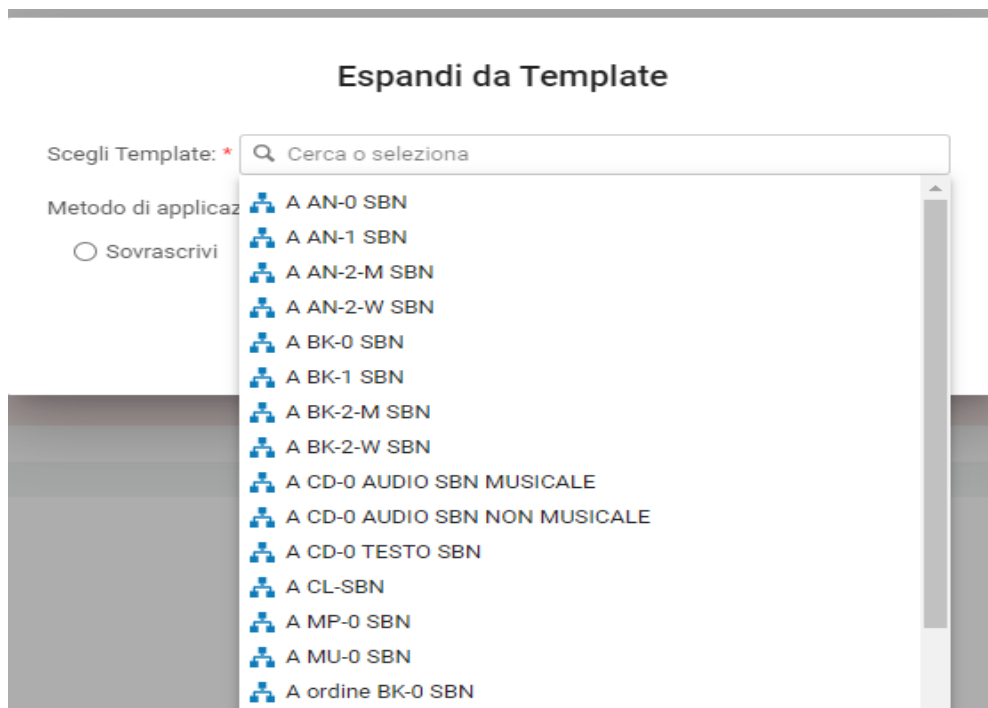 Espandi da Template
Scegli Template: * Cerca o seleziona
Metodo di applicaz
Sovrascrivi
A AN-0 SBN
A AN-1 SBN
A AN-2-M SBN
A AN-2-W SBN
A BK-0 SBN
A BK-1 SBN
A BK-2-M SBN
A BK-2-W SBN
A CD-0 AUDIO SBN MUSICALE
A CD-0 AUDIO SBN NON MUSICALE
A CD-0 TESTO SBN
A CL-SBN
A MP-0 SBN
A MU-0 SBN
A ordine BK-0 SBN